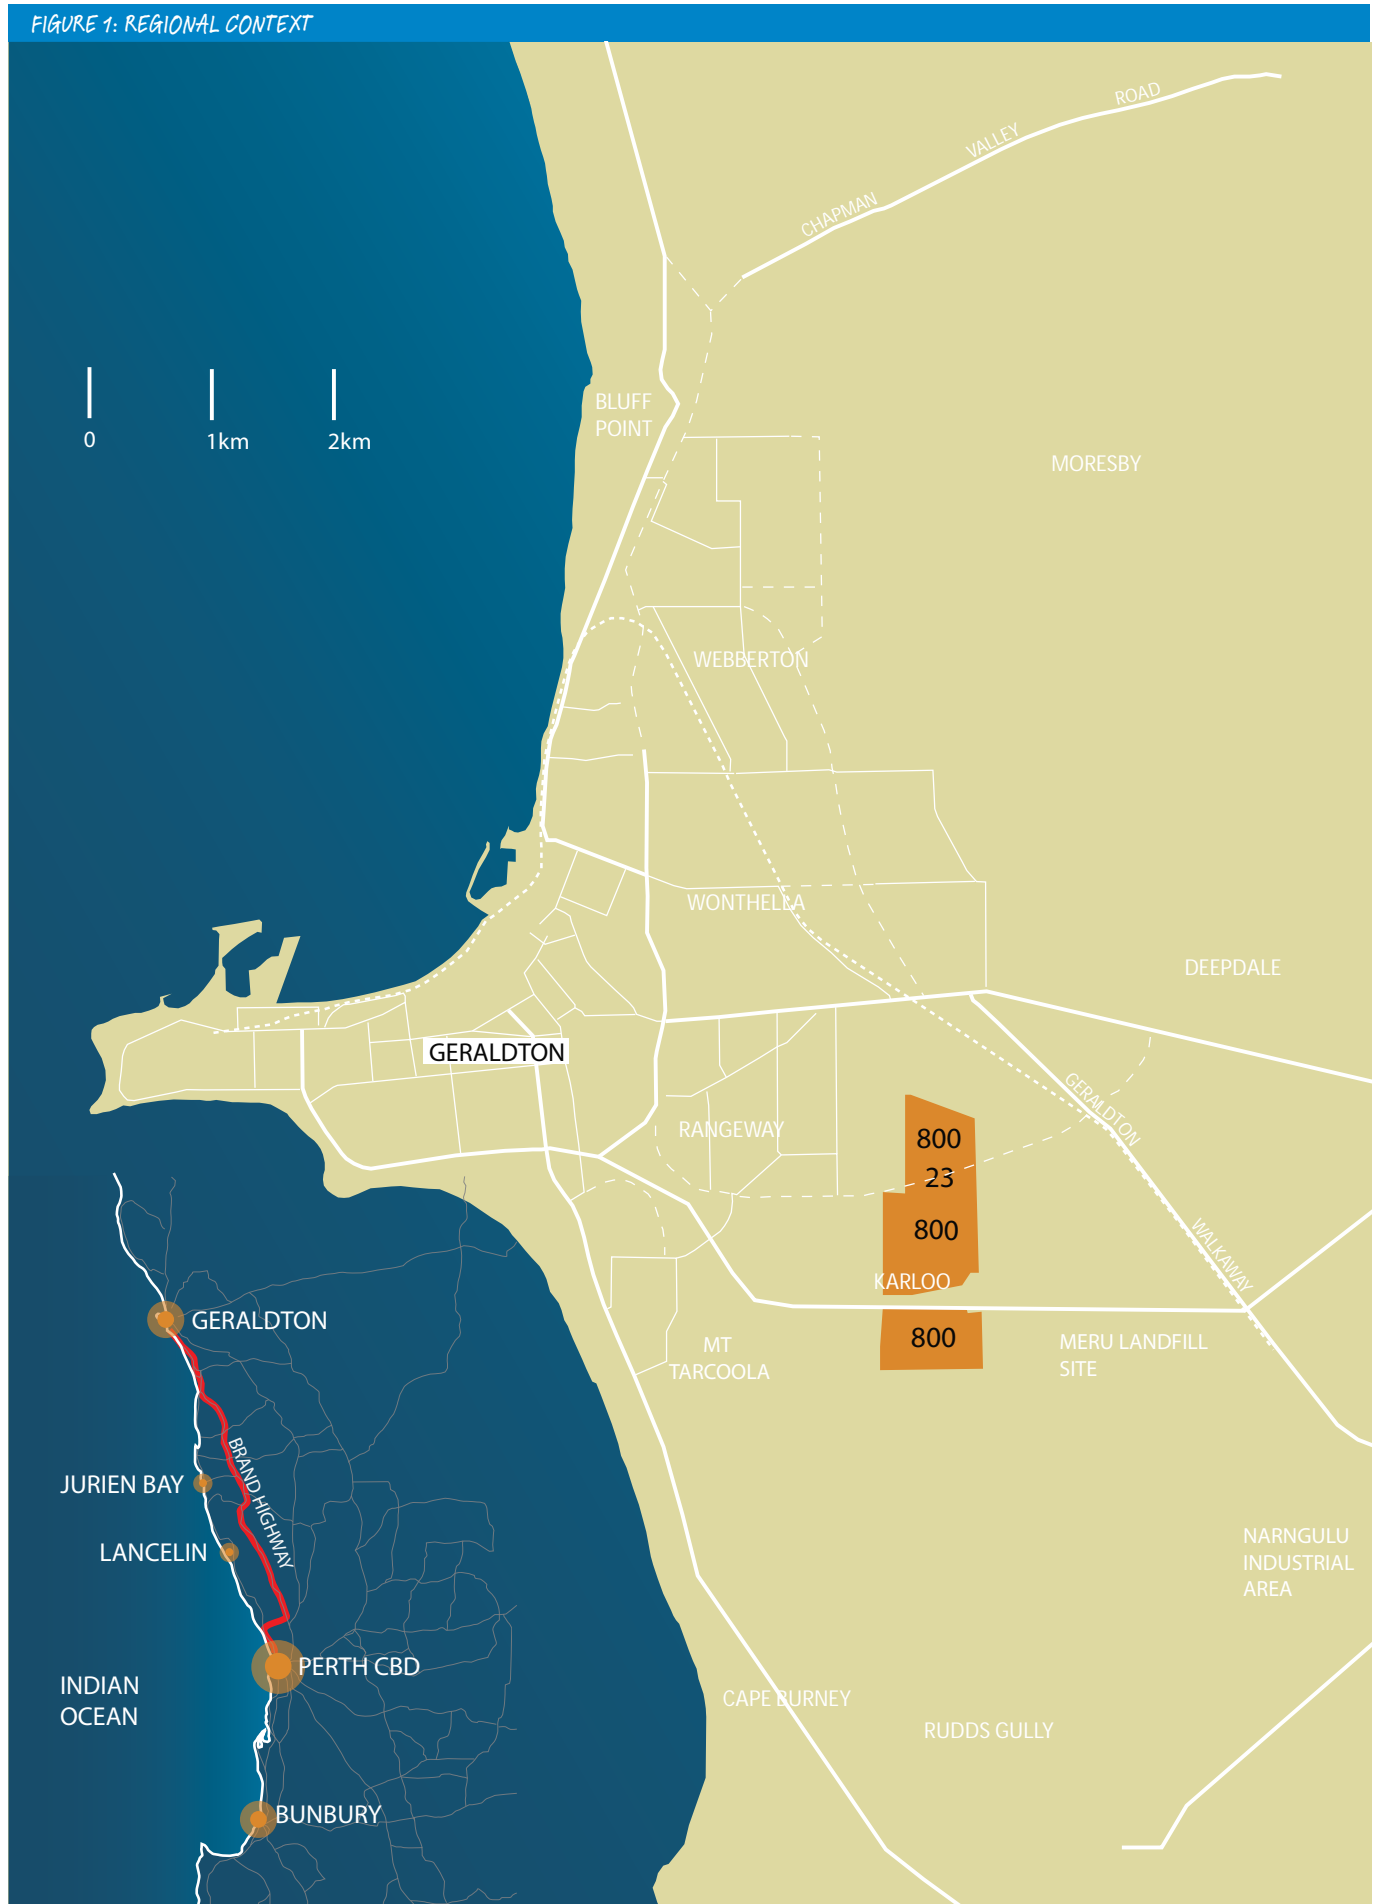 FIGURE 1: REGIONAL CONTEXT
ROAD
VALLEY
CHAPMAN
BLUFF
POINT
0
1km
2km
MORESBY
WEBBERTON
WONTHELLA
DEEPDALE
GERALDTON
GERALDTON
RANGEWAY
800
23
800
WALKAWAY
KARLOO
GERALDTON
800
MT
TARCOOLA
MERU LANDFILL
SITE
BRAND HIGHWAY
JURIEN BAY
LANCELIN
NARNGULU
INDUSTRIAL
AREA
PERTH CBD
INDIAN
OCEAN
CAPE BURNEY
RUDDS GULLY
BUNBURY